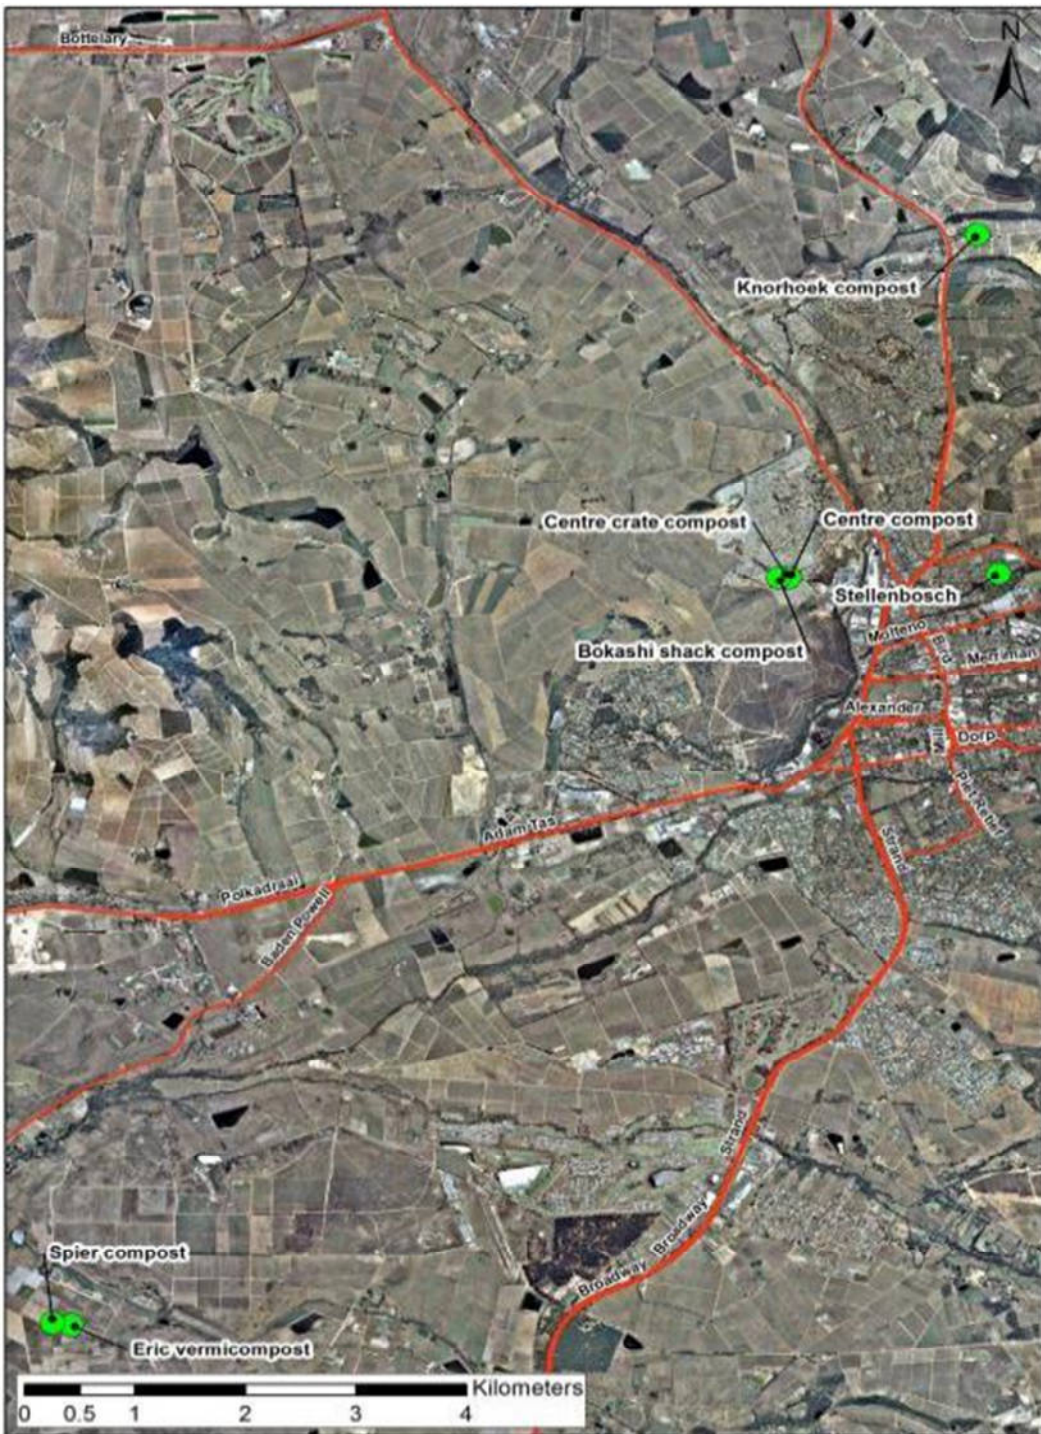 Bottelary
N
Knorhoek compost
Centre crate compost
Centre compost
Stellenbosch
Molteno
Bird
Bokashi shack compost
Merriman
Alexander
Mill
Dorp
Piet Retief
Adam Tas
Strand
Polkadraai
Baden Powell
Strand
Broadway
Broadway
Spier compost
Eric vermicompost
Kilometers
0 0.5 1 2 3 4